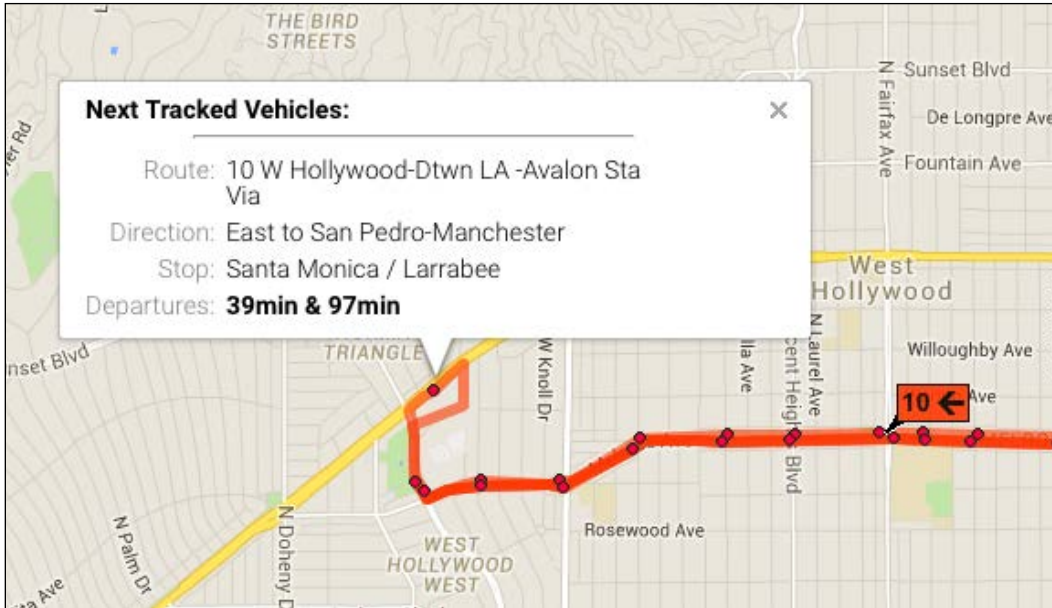 THE BIRD
STREETS
Sunset Blvd
N Fairfax Ave
De Longpre Ave
Fountain Ave
Next Tracked Vehicles:
×
Route: 10 W Hollywood-Dtwn LA -Avalon Sta
Via
Direction: East to San Pedro-Manchester
Stop: Santa Monica / Larrabee
Departures: 39min & 97min
West
Hollywood
TRIANGLE
W Knoll Dr
N Laurel Ave
Willoughby Ave
10 ←
Ave
Rosewood Ave
N Doheny D
N Palm Dr
WEST
HOLLYWOOD
WEST